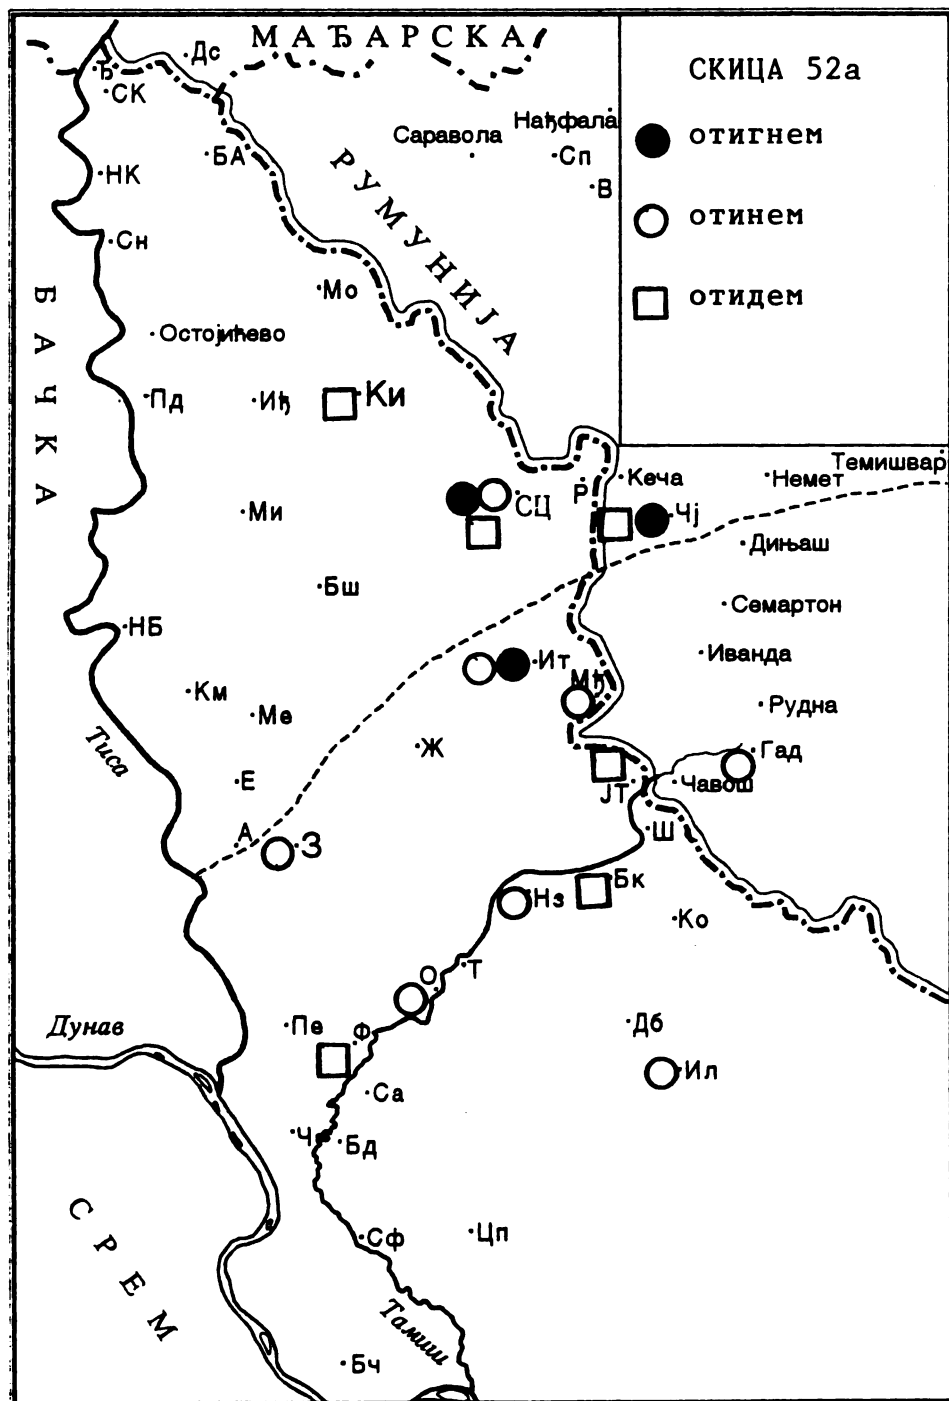 МАЂАРСКА
СКИЦА 52а
отигнем
отинем
отидем
Ђ
Дс
СК
БА
НК
Сн
Саравола
Нађфала
Сп
В
РУМУНИЈА
БАЧКА
Мо
Остојићево
Пд
Иђ
Ки
Ми
СЦ
Р
Кеча
Немет
Темишвар
Чј
Дињаш
Бш
Семартон
НБ
Ит
Иванда
Км
Ме
Мђ
Рудна
Тиса
Ж
Гад
Е
ЈТ
Чавош
А
З
Ш
Нз
Бк
Ко
О
Т
Дунав
Пе
Ф
Дб
Са
Ил
Ч
Бд
СРЕМ
Сф
Цп
Тамиш
Бч